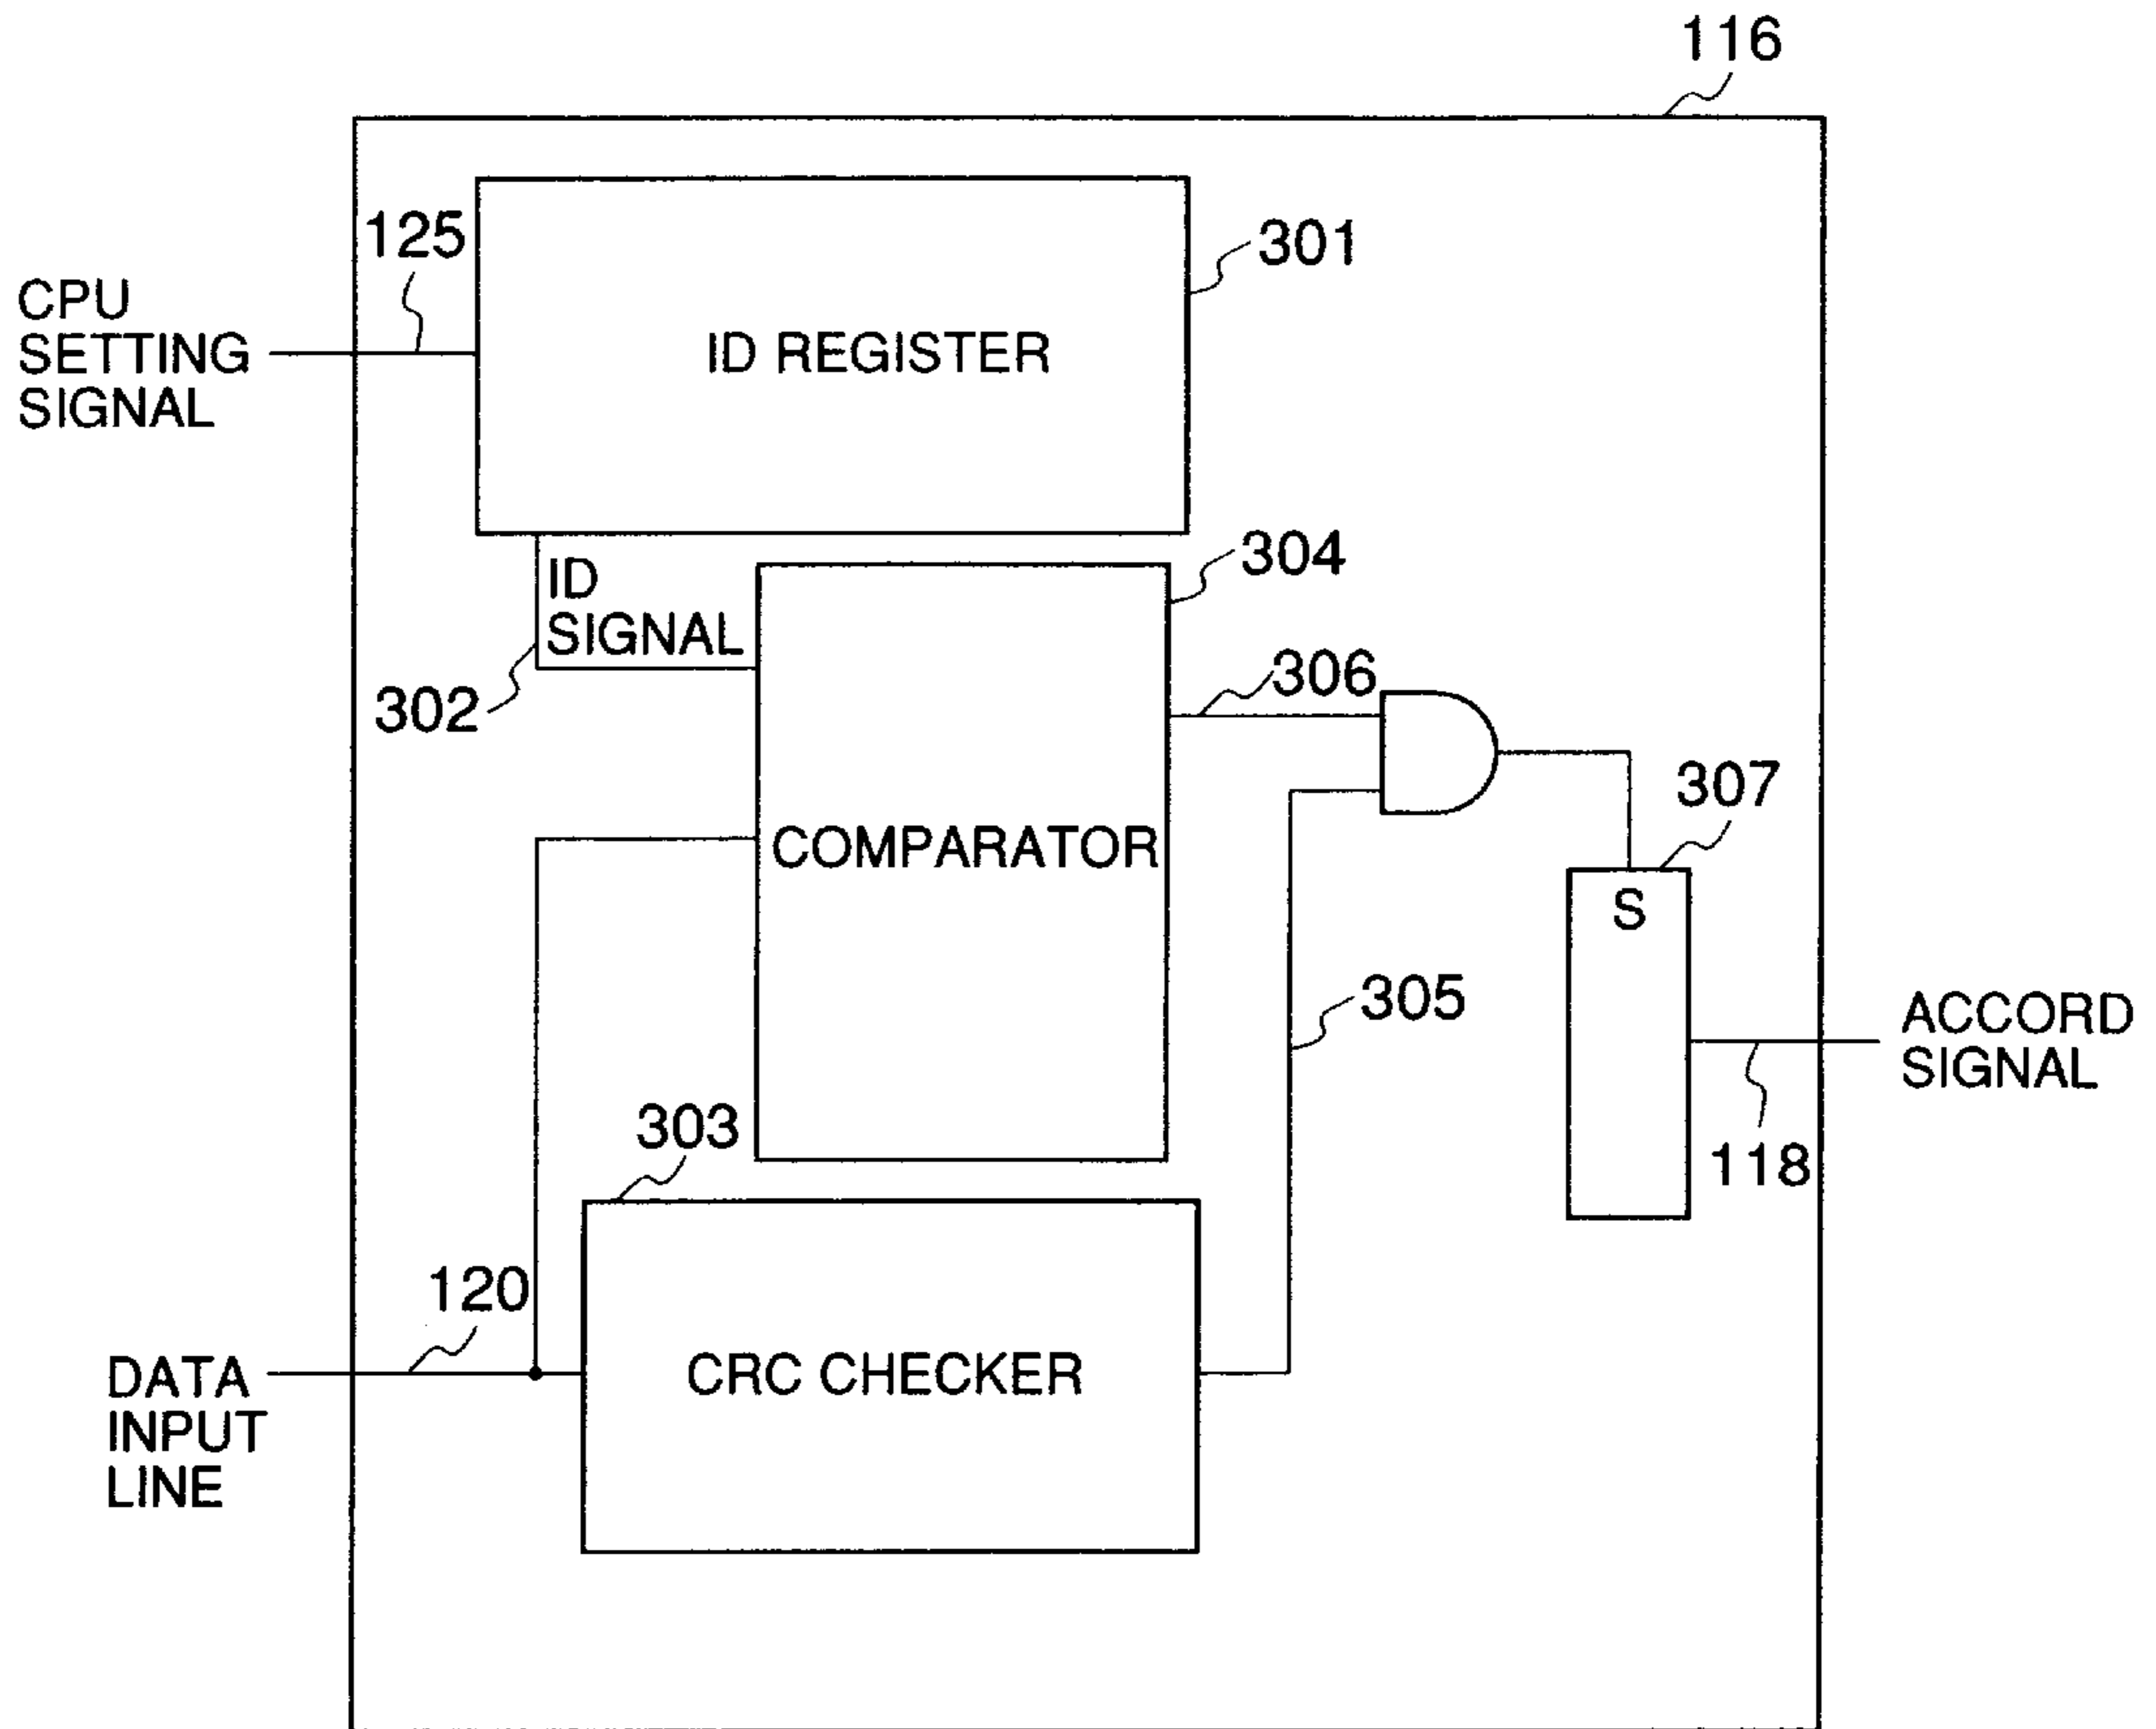 116
125
301
CPU
SETTING
SIGNAL
ID REGISTER
304
ID
SIGNAL
306
302
307
COMPARATOR
S
305
ACCORD
SIGNAL
303
118
120
DATA
INPUT
LINE
CRC CHECKER